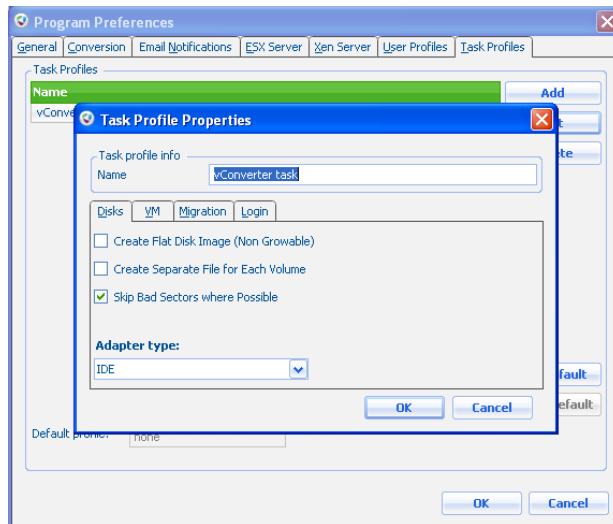 Program Preferences
General Conversion Email Notifications ESX Server Xen Server User Profiles Task Profiles
Task Profiles
Name
Add
vConve
t
te
Task Profile Properties
Task profile info
Name vConverter task
Disks VM Migration Login
Create Flat Disk Image (Non Growable)
Create Separate File for Each Volume
Skip Bad Sectors where Possible
Adapter type:
IDE
fault
OK Cancel
efault
Default profile: none
OK Cancel